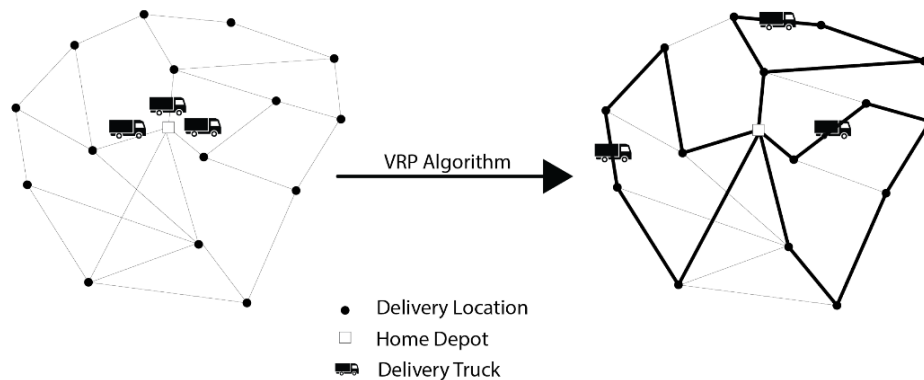 VRP Algorithm
Delivery Location
Home Depot
Delivery Truck